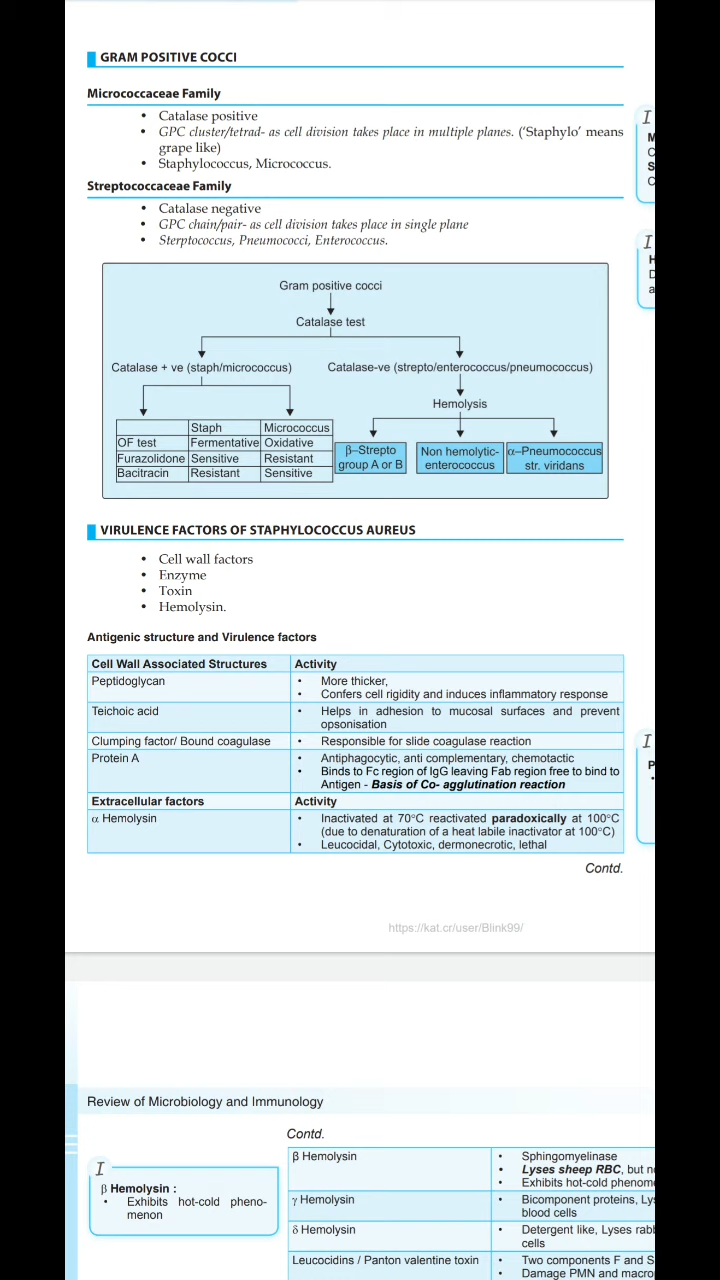 GRAM POSITIVE COCCI
Micrococcaceae Family
• Catalase positive
• GPC cluster/tetrad- as cell division takes place in multiple planes. (‘Staphylo’ means
grape like)
• Staphylococcus, Micrococcus.
Streptococcaceae Family
• Catalase negative
• GPC chain/pair- as cell division takes place in single plane
• Sterptococcus, Pneumococci, Enterococcus.
Gram positive cocci
Catalase test
Catalase + ve (staph/micrococcus)
Catalase-ve (strepto/enterococcus/pneumococcus)
Hemolysis
Staph Micrococcus
OF test Fermentative Oxidative
Furazolidone Sensitive Resistant
Bacitracin Resistant Sensitive
β–Strepto
group A or B
Non hemolytic-
enterococcus
α–Pneumococcus
str. viridans
I
M
C
S
C
I
H
D
a
VIRULENCE FACTORS OF STAPHYLOCOCCUS AUREUS
• Cell wall factors
• Enzyme
• Toxin
• Hemolysin.
Antigenic structure and Virulence factors
Cell Wall Associated Structures Activity
Peptidoglycan • More thicker,
• Confers cell rigidity and induces inflammatory response
Teichoic acid • Helps in adhesion to mucosal surfaces and prevent
opsonisation
Clumping factor/ Bound coagulase • Responsible for slide coagulase reaction
Protein A • Antiphagocytic, anti complementary, chemotactic
• Binds to Fc region of IgG leaving Fab region free to bind to
Antigen - Basis of Co- agglutination reaction
Extracellular factors Activity
α Hemolysin • Inactivated at 70°C reactivated paradoxically at 100°C
(due to denaturation of a heat labile inactivator at 100°C)
• Leucocidal, Cytotoxic, dermonecrotic, lethal
I
P
•
Contd.
https://kat.cr/user/Blink99/
Review of Microbiology and Immunology
Contd.
I
β Hemolysin :
• Exhibits hot-cold pheno-
menon
β Hemolysin • Sphingomyelinase
• Lyses sheep RBC, but
• Exhibits hot-cold
γ Hemolysin • Bicomponent proteins,
blood cells
δ Hemolysin • Detergent like, Lyses
cells
Leucocidins / Panton valentine toxin • Two components F and S
• Damage PMN and